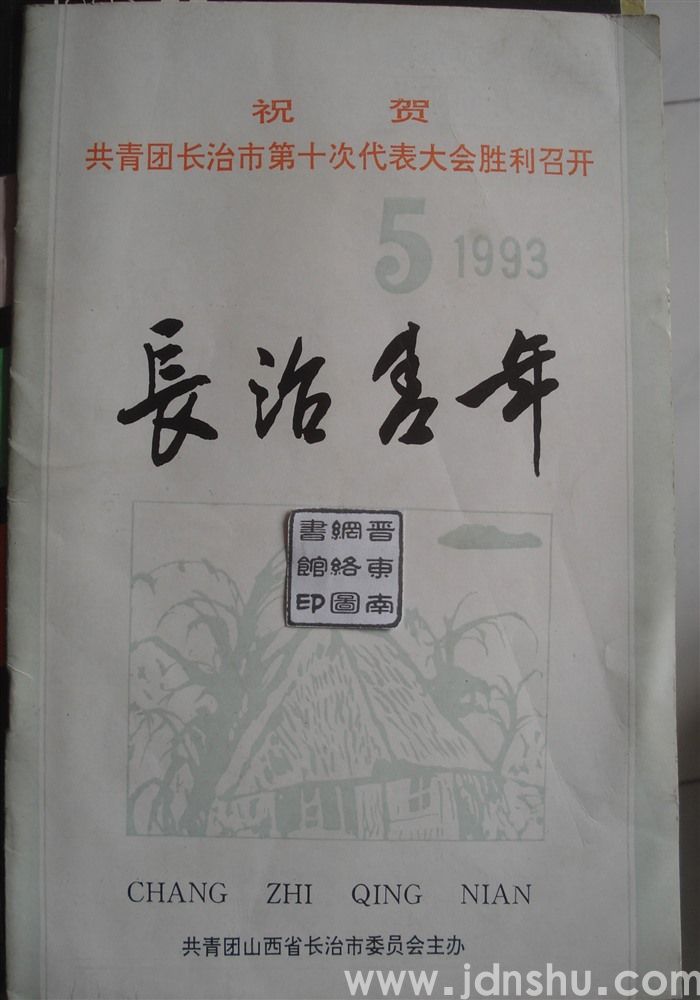 祝 贺
共青团长治市第十次代表大会胜利召开
5 1993
長治青年
晋東南
網絡圖
書館印
CHANG ZHI QING NIAN
共青团山西省长治市委员会主办
www.jdnshu.com